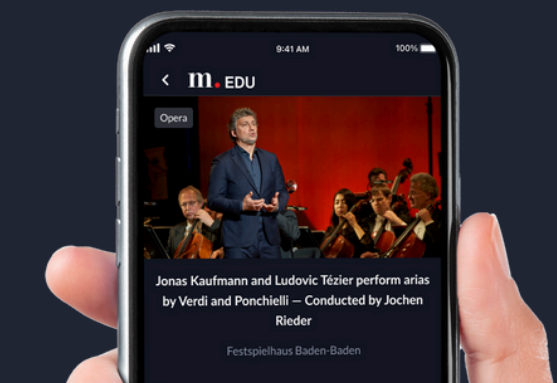 9:41 AM
100%
m. EDU
Opera
Jonas Kaufmann and Ludovic Tézier perform arias
by Verdi and Ponchielli — Conducted by Jochen
Rieder
Festspielhaus Baden-Baden